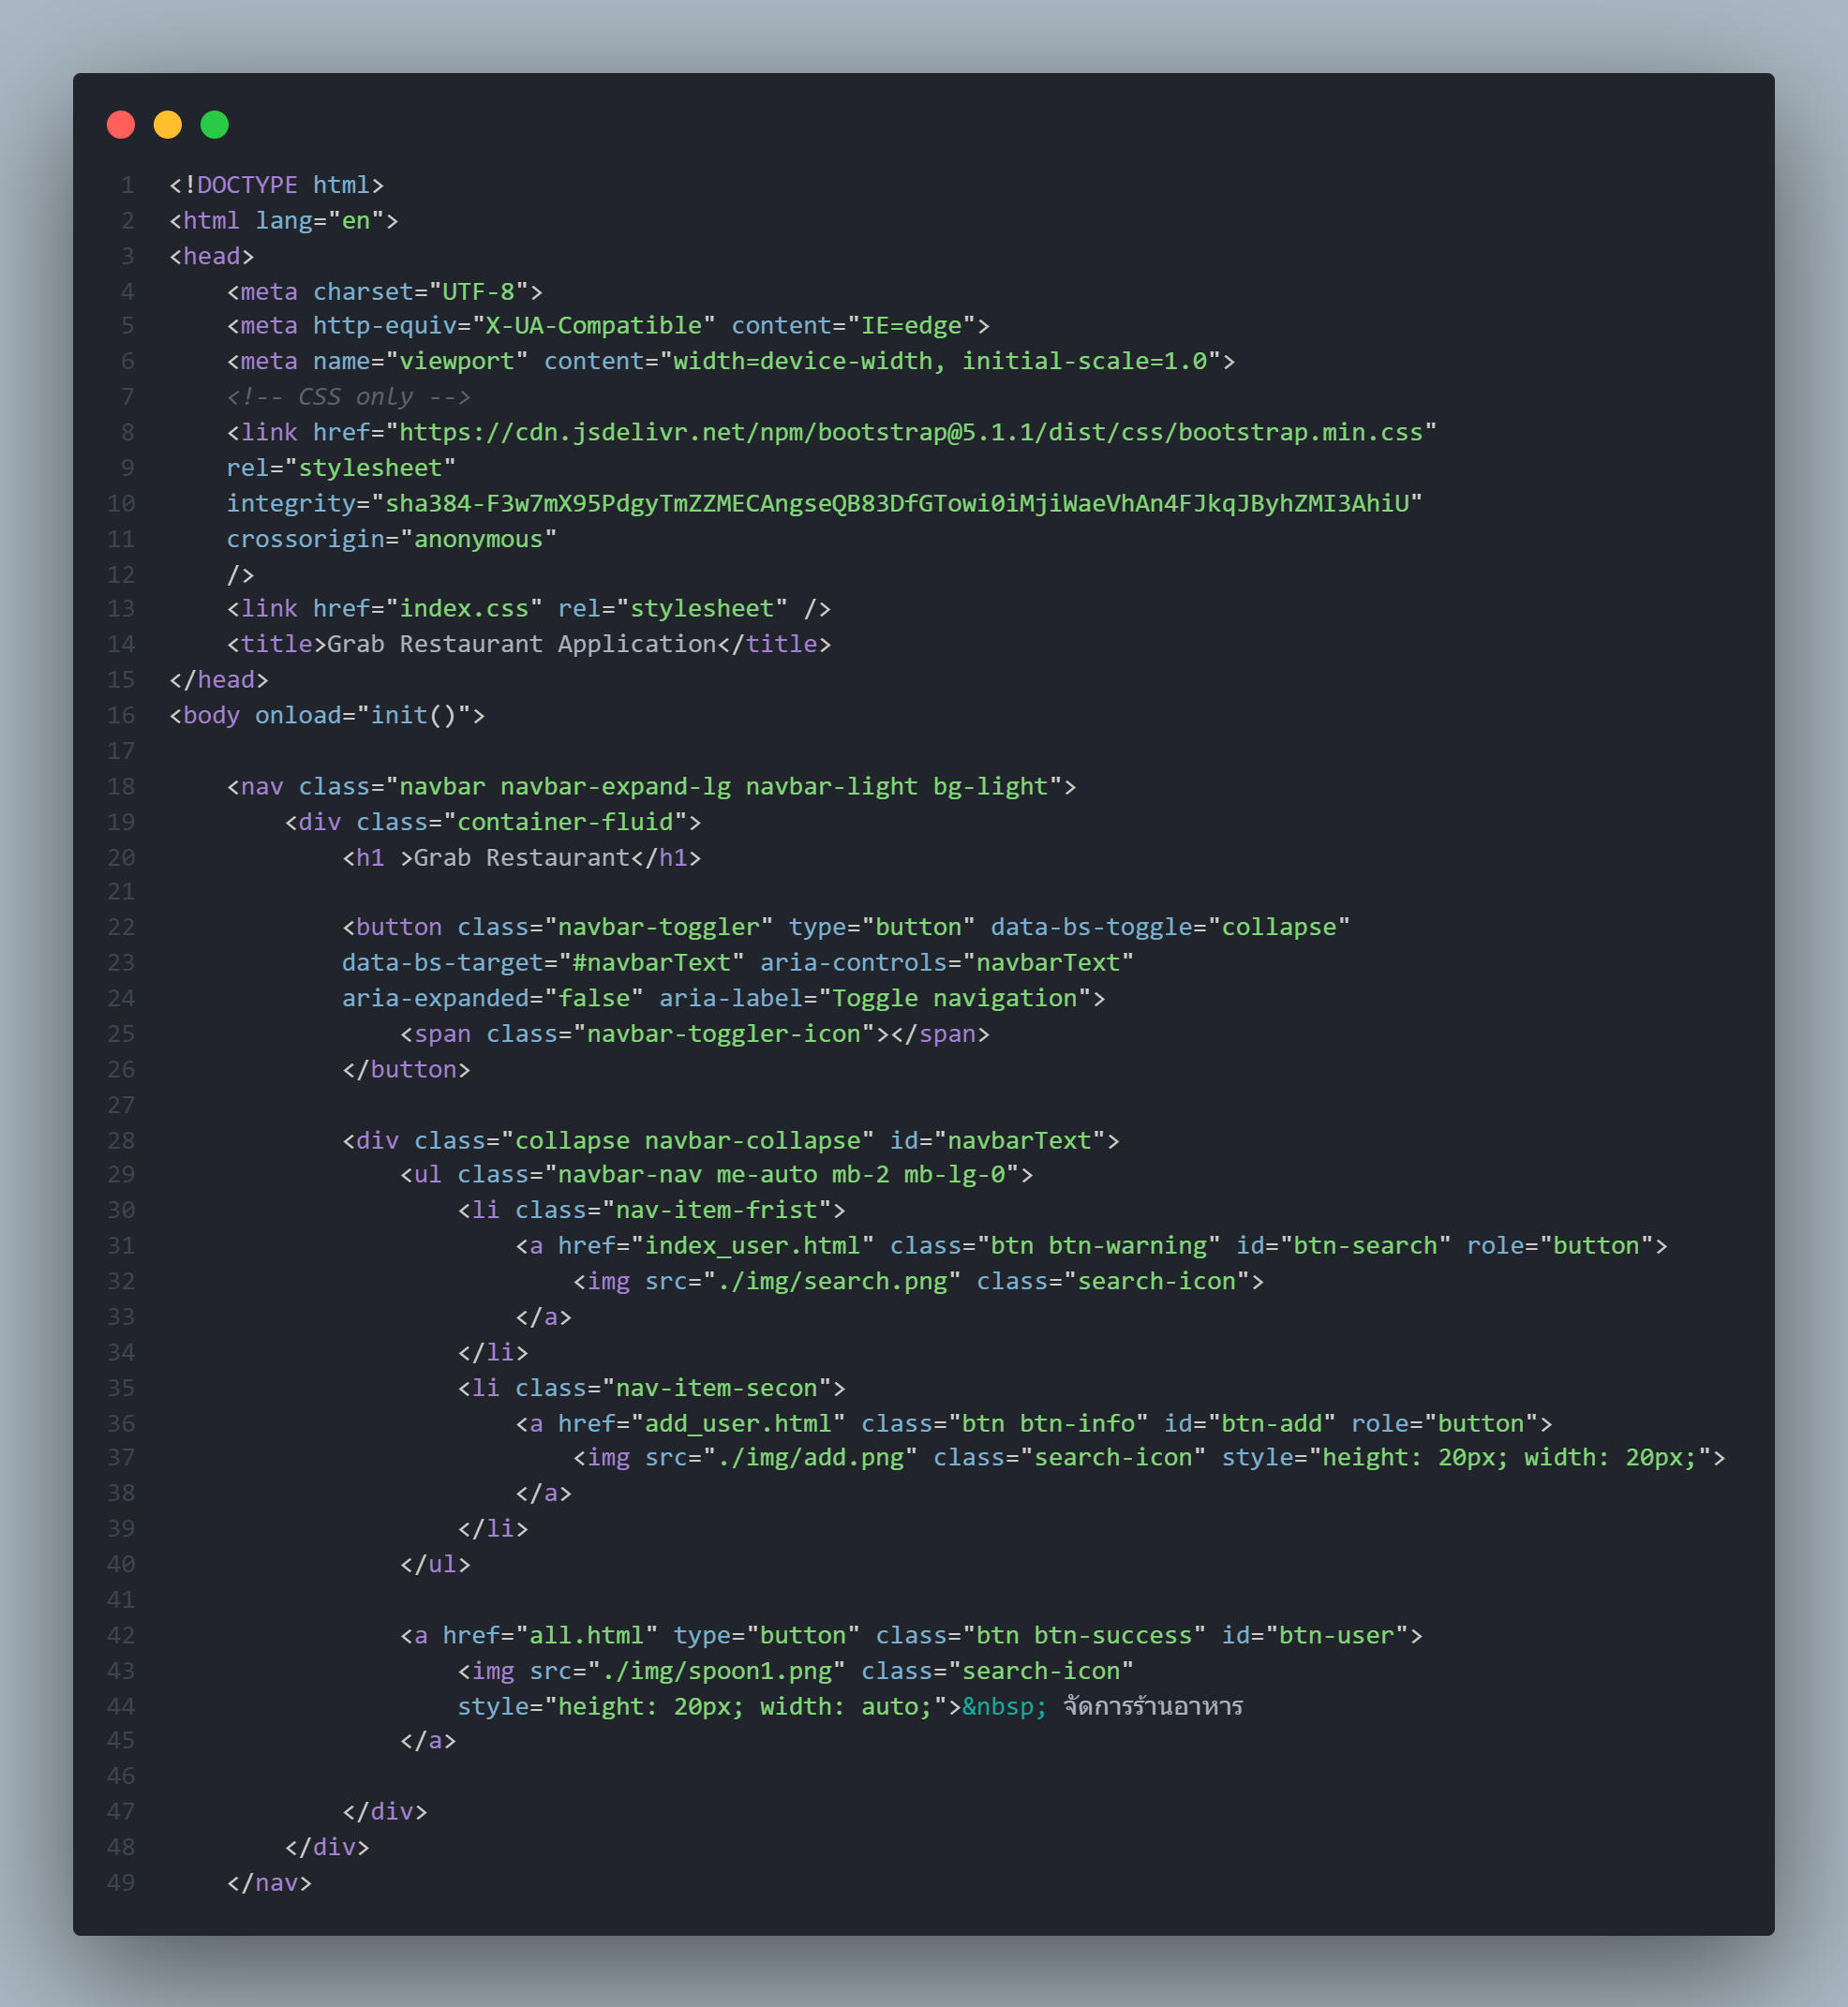 1 <!DOCTYPE html>
2 <html lang="en">
3 <head>
4     <meta charset="UTF-8">
5     <meta http-equiv="X-UA-Compatible" content="IE=edge">
6     <meta name="viewport" content="width=device-width, initial-scale=1.0">
7     <!-- CSS only -->
8     <link href="https://cdn.jsdelivr.net/npm/bootstrap@5.1.1/dist/css/bootstrap.min.css"
9     rel="stylesheet"
10     integrity="sha384-F3w7mX95PdgyTmZZMECAngseQB83DfGTowi0iMjiWaeVhAn4FJkqJByhZMI3AhiU"
11     crossorigin="anonymous"
12     />
13     <link href="index.css" rel="stylesheet" />
14     <title>Grab Restaurant Application</title>
15 </head>
16 <body onload="init()">
17
18     <nav class="navbar navbar-expand-lg navbar-light bg-light">
19         <div class="container-fluid">
20             <h1 >Grab Restaurant</h1>
21
22             <button class="navbar-toggler" type="button" data-bs-toggle="collapse"
23             data-bs-target="#navbarText" aria-controls="navbarText"
24             aria-expanded="false" aria-label="Toggle navigation">
25                 <span class="navbar-toggler-icon"></span>
26             </button>
27
28             <div class="collapse navbar-collapse" id="navbarText">
29                 <ul class="navbar-nav me-auto mb-2 mb-lg-0">
30                     <li class="nav-item-frist">
31                         <a href="index_user.html" class="btn btn-warning" id="btn-search" role="button">
32                             <img src="./img/search.png" class="search-icon">
33                         </a>
34                     </li>
35                     <li class="nav-item-secon">
36                         <a href="add_user.html" class="btn btn-info" id="btn-add" role="button">
37                             <img src="./img/add.png" class="search-icon" style="height: 20px; width: 20px;">
38                         </a>
39                     </li>
40                 </ul>
41
42                 <a href="all.html" type="button" class="btn btn-success" id="btn-user">
43                     <img src="./img/spoon1.png" class="search-icon"
44                     style="height: 20px; width: auto;">&nbsp; จัดการร้านอาหาร
45                 </a>
46
47             </div>
48         </div>
49     </nav>